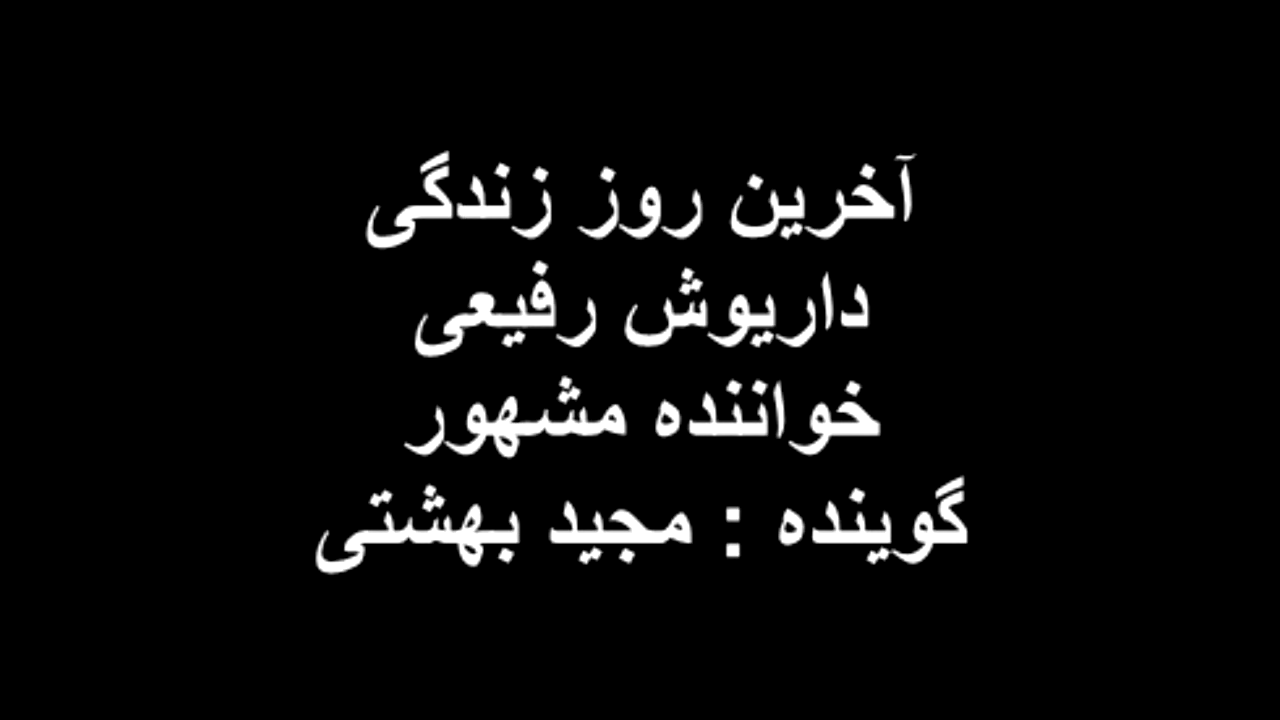 آخرین روز زندگی
داریوش رفیعی
خواننده مشهور
گوینده : مجید بهشتی